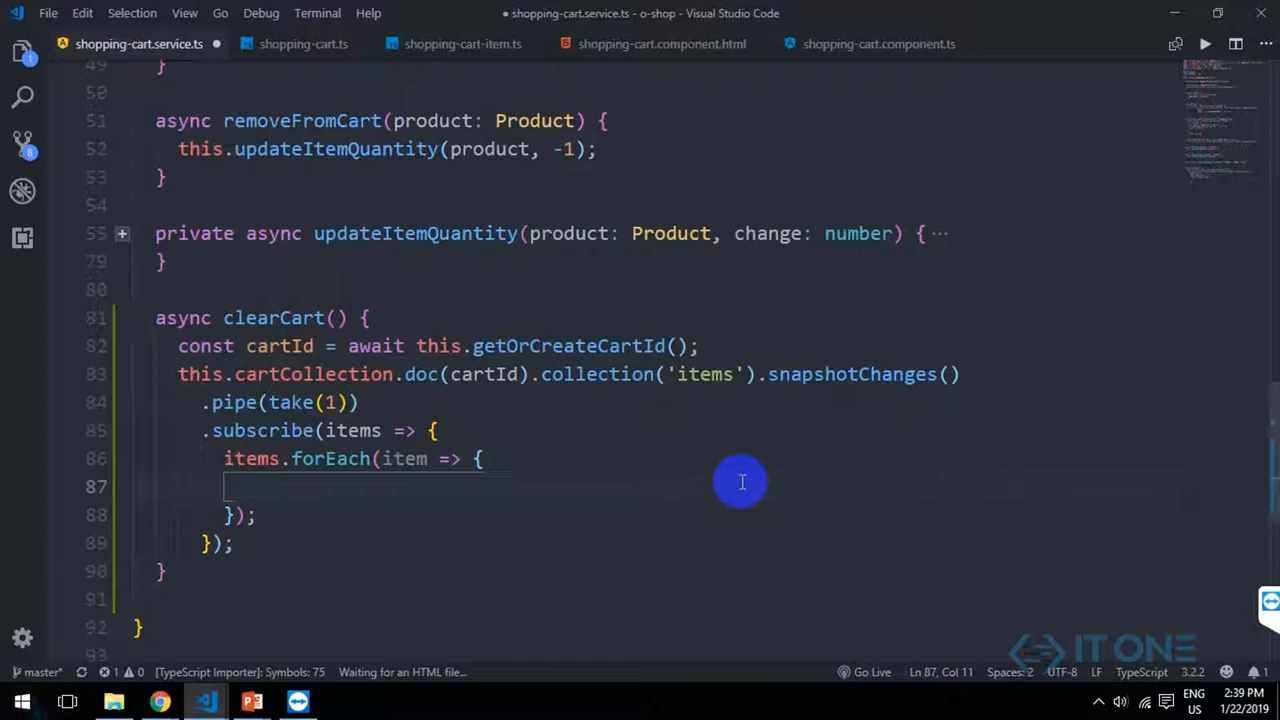 File Edit Selection View Go Debug Terminal Help ● shopping-cart.service.ts - o-shop - Visual Studio Code
shopping-cart.service.ts ● shopping-cart.ts shopping-cart-item.ts shopping-cart.component.html shopping-cart.component.ts
49 }
50
51 async removeFromCart(product: Product) {
52 this.updateItemQuantity(product, -1);
53 }
54
55 private async updateItemQuantity(product: Product, change: number) { ···
79 }
80
81 async clearCart() {
82 const cartId = await this.getOrCreateCartId();
83 this.cartCollection.doc(cartId).collection('items').snapshotChanges()
84 .pipe(take(1))
85 .subscribe(items => {
86 items.forEach(item => {
87
88 });
89 });
90 }
91
92 }
93
1
6
IT ONE
master* 1 0 [TypeScript Importer]: Symbols: 75 Waiting for an HTML file... Go Live Ln 87, Col 11 Spaces: 2 UTF-8 LF TypeScript 3.2.2 1
ENG 2:39 PM
US 1/22/2019